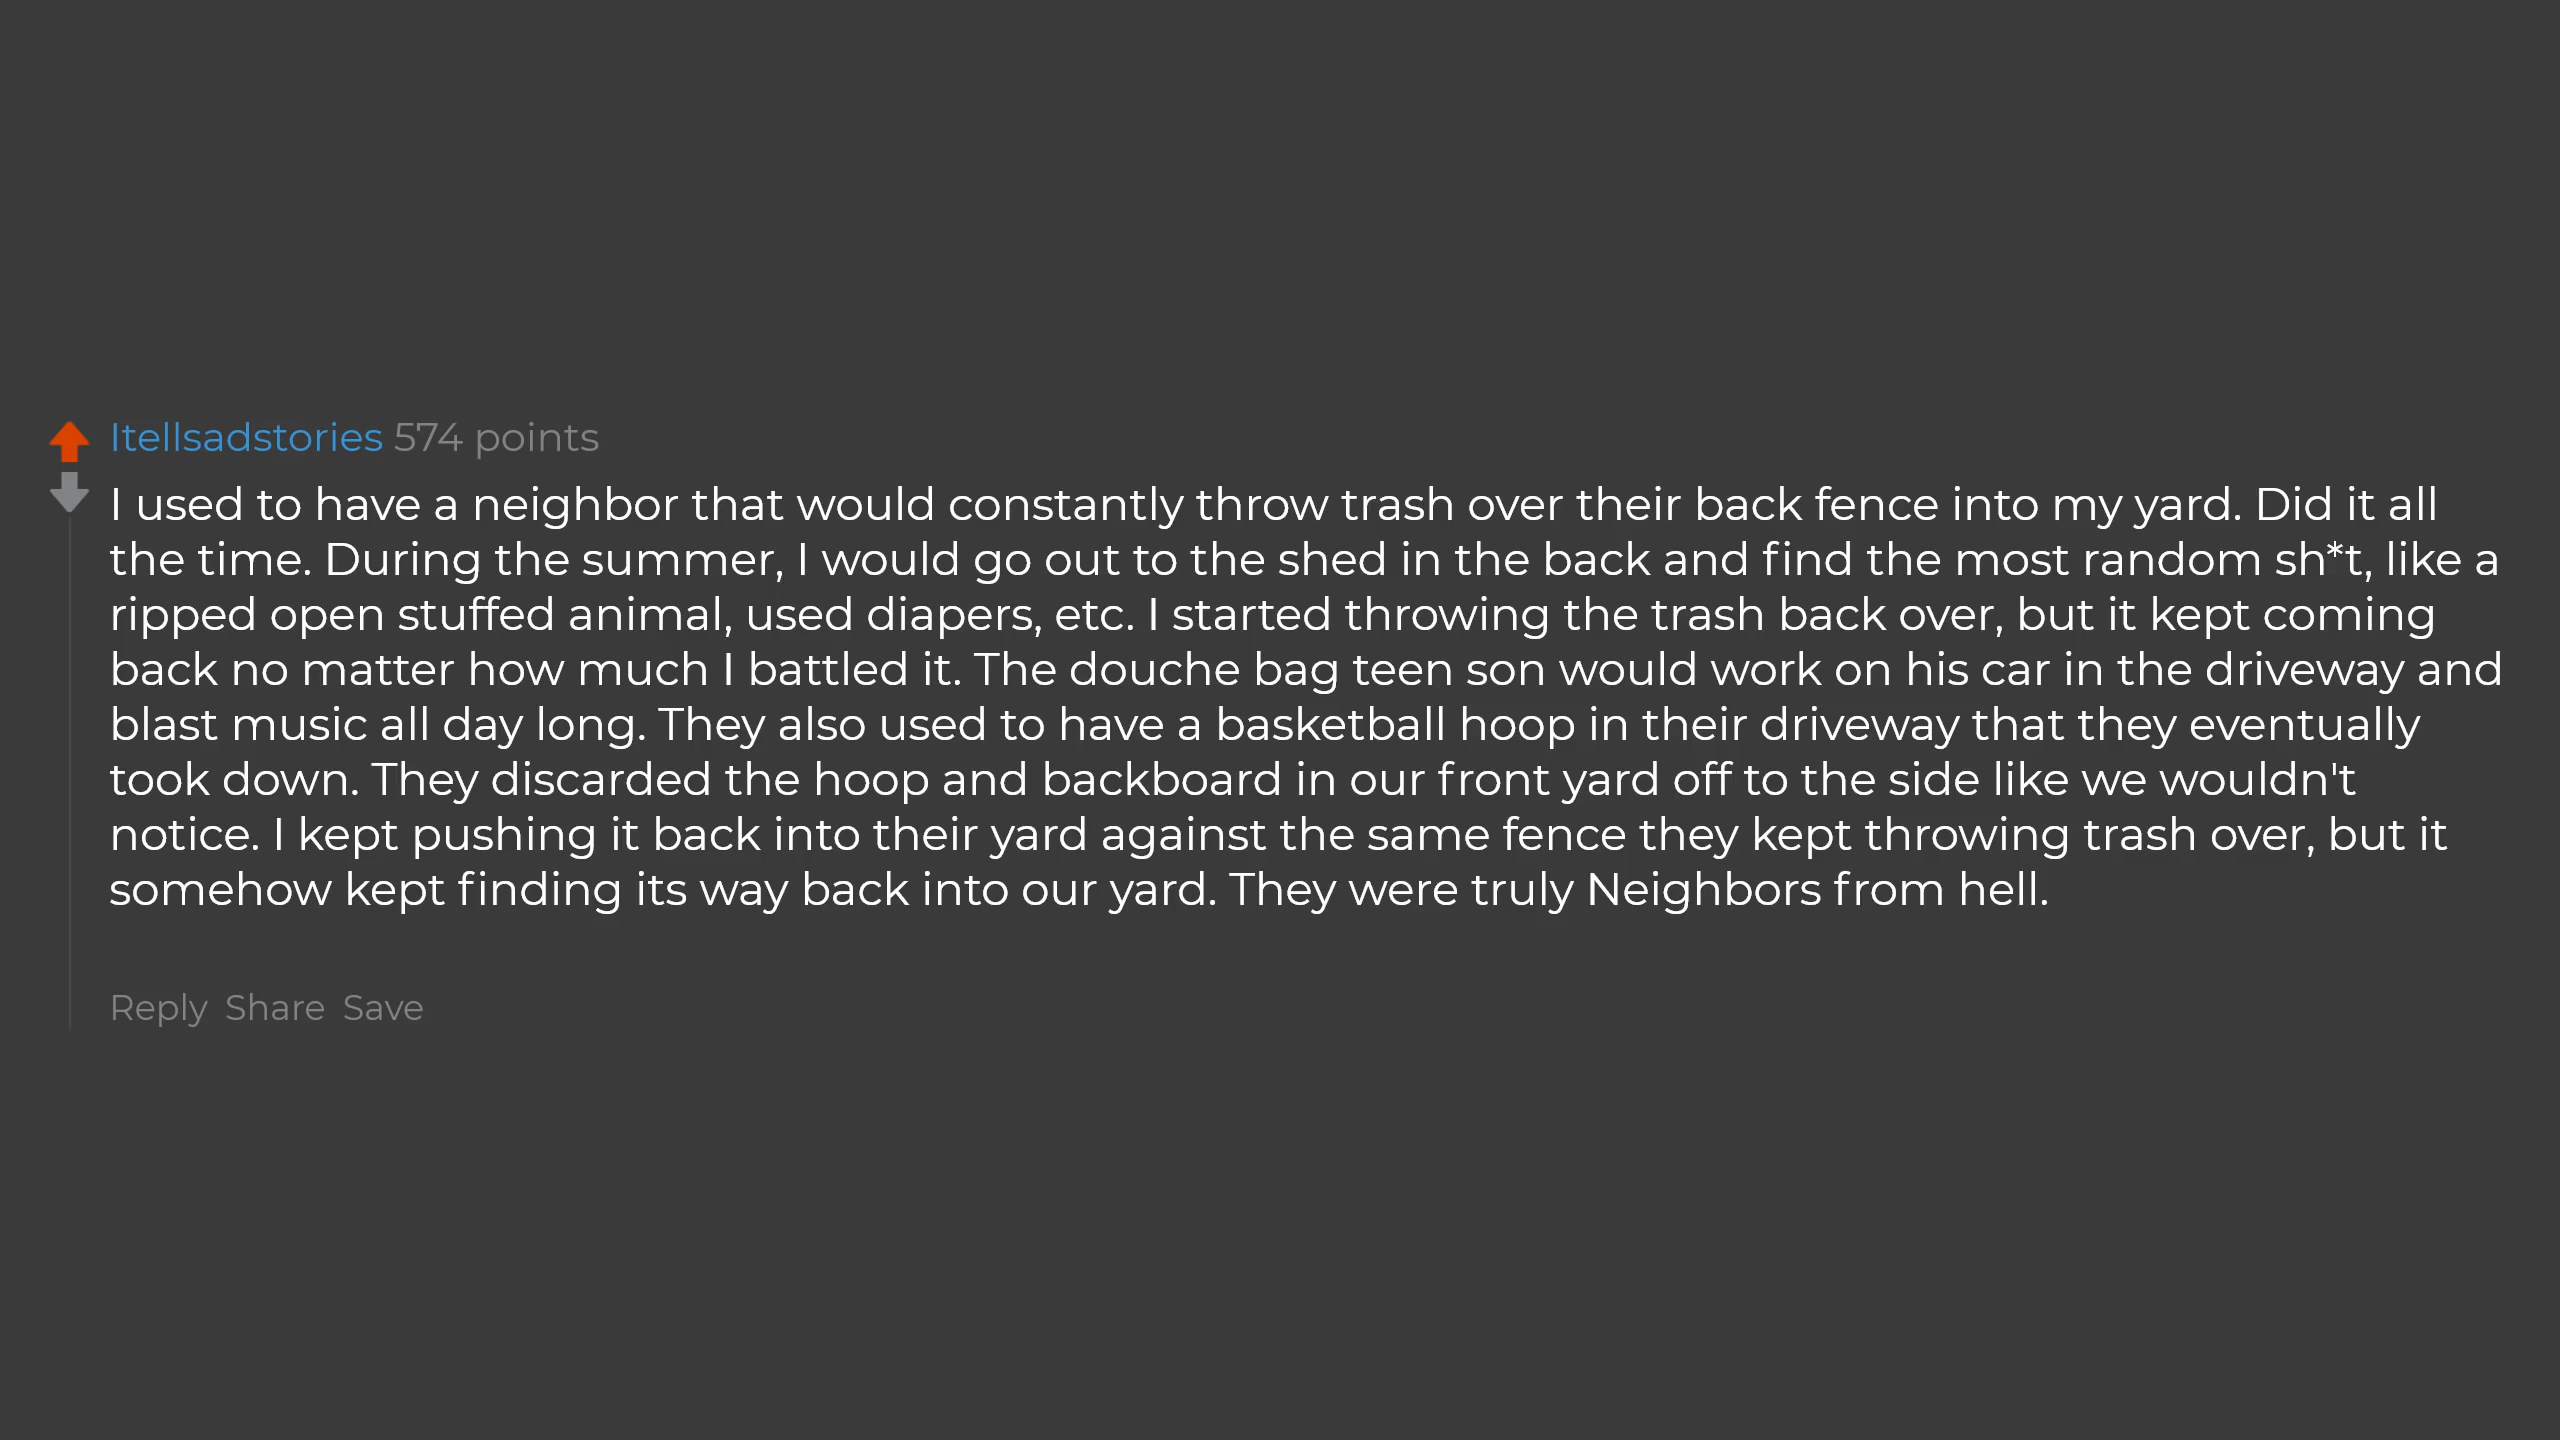 Itellsadstories 574 points
I used to have a neighbor that would constantly throw trash over their back fence into my yard. Did it all
the time. During the summer, I would go out to the shed in the back and find the most random sh*t, like a
ripped open stuffed animal, used diapers, etc. I started throwing the trash back over, but it kept coming
back no matter how much I battled it. The douche bag teen son would work on his car in the driveway and
blast music all day long. They also used to have a basketball hoop in their driveway that they eventually
took down. They discarded the hoop and backboard in our front yard off to the side like we wouldn't
notice. I kept pushing it back into their yard against the same fence they kept throwing trash over, but it
somehow kept finding its way back into our yard. They were truly Neighbors from hell.
Reply Share Save